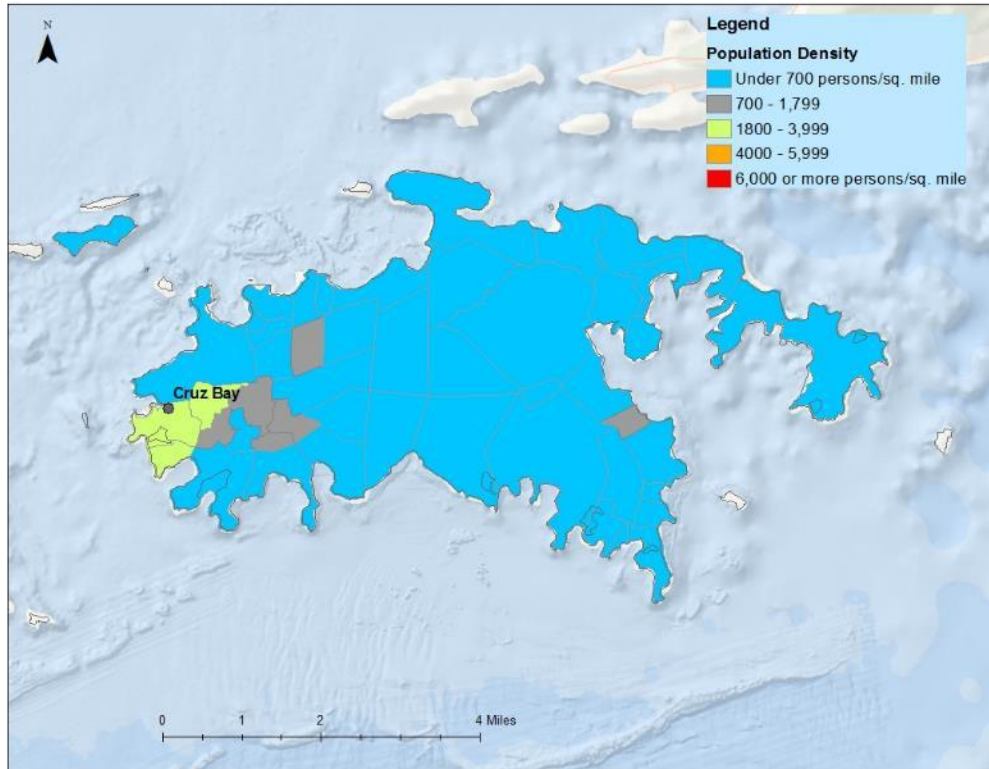 N
Legend
Population Density
Under 700 persons/sq. mile
700 - 1,799
1800 - 3,999
4000 - 5,999
6,000 or more persons/sq. mile
Cruz Bay
0 1 2 4 Miles